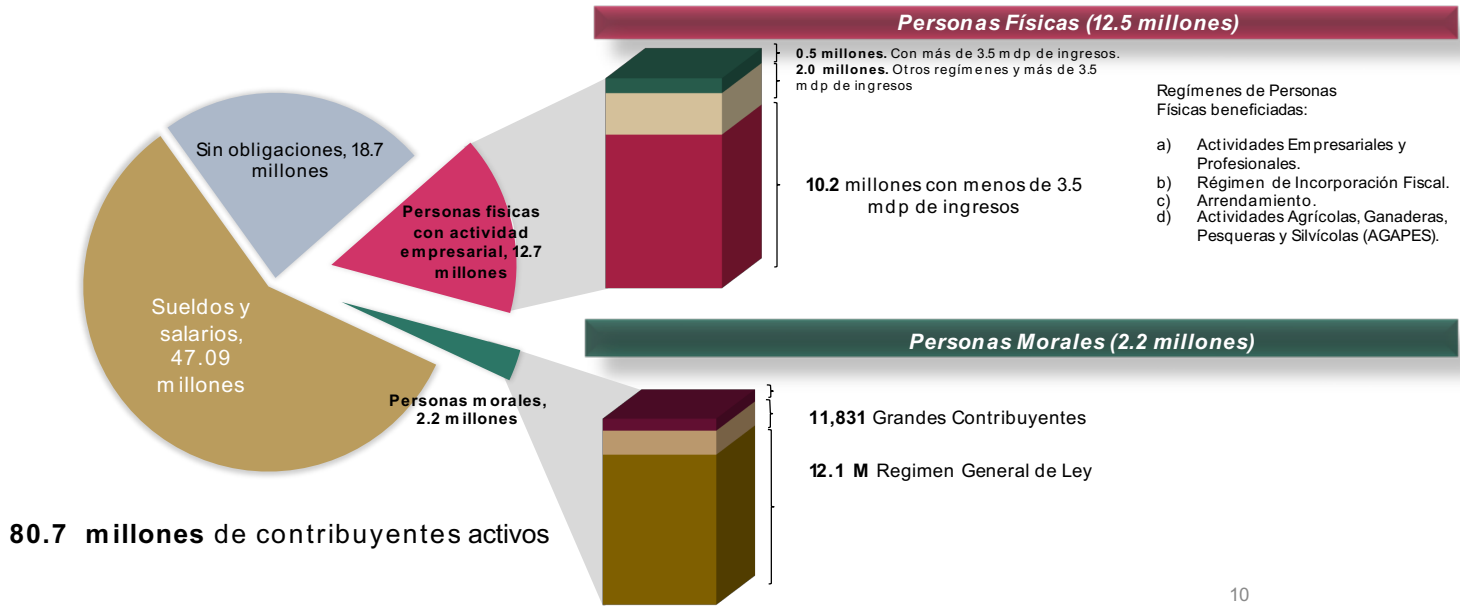 Personas Físicas (12.5 millones)
0.5 millones. Con más de 3.5 mdp de ingresos.
2.0 millones. Otros regímenes y más de 3.5
mdp de ingresos
10.2 millones con menos de 3.5
mdp de ingresos
Regímenes de Personas
Físicas beneficiadas:
a) Actividades Empresariales y
Profesionales.
b) Régimen de Incorporación Fiscal.
c) Arrendamiento.
d) Actividades Agrícolas, Ganaderas,
Pesqueras y Silvícolas (AGAPES).
Sin obligaciones, 18.7
millones
Personas fisicas
con actividad
empresarial, 12.7
millones
Sueldos y
salarios,
47.09
millones
Personas morales,
2.2 millones
Personas Morales (2.2 millones)
11,831 Grandes Contribuyentes
12.1 M Regimen General de Ley
80.7 millones de contribuyentes activos
10